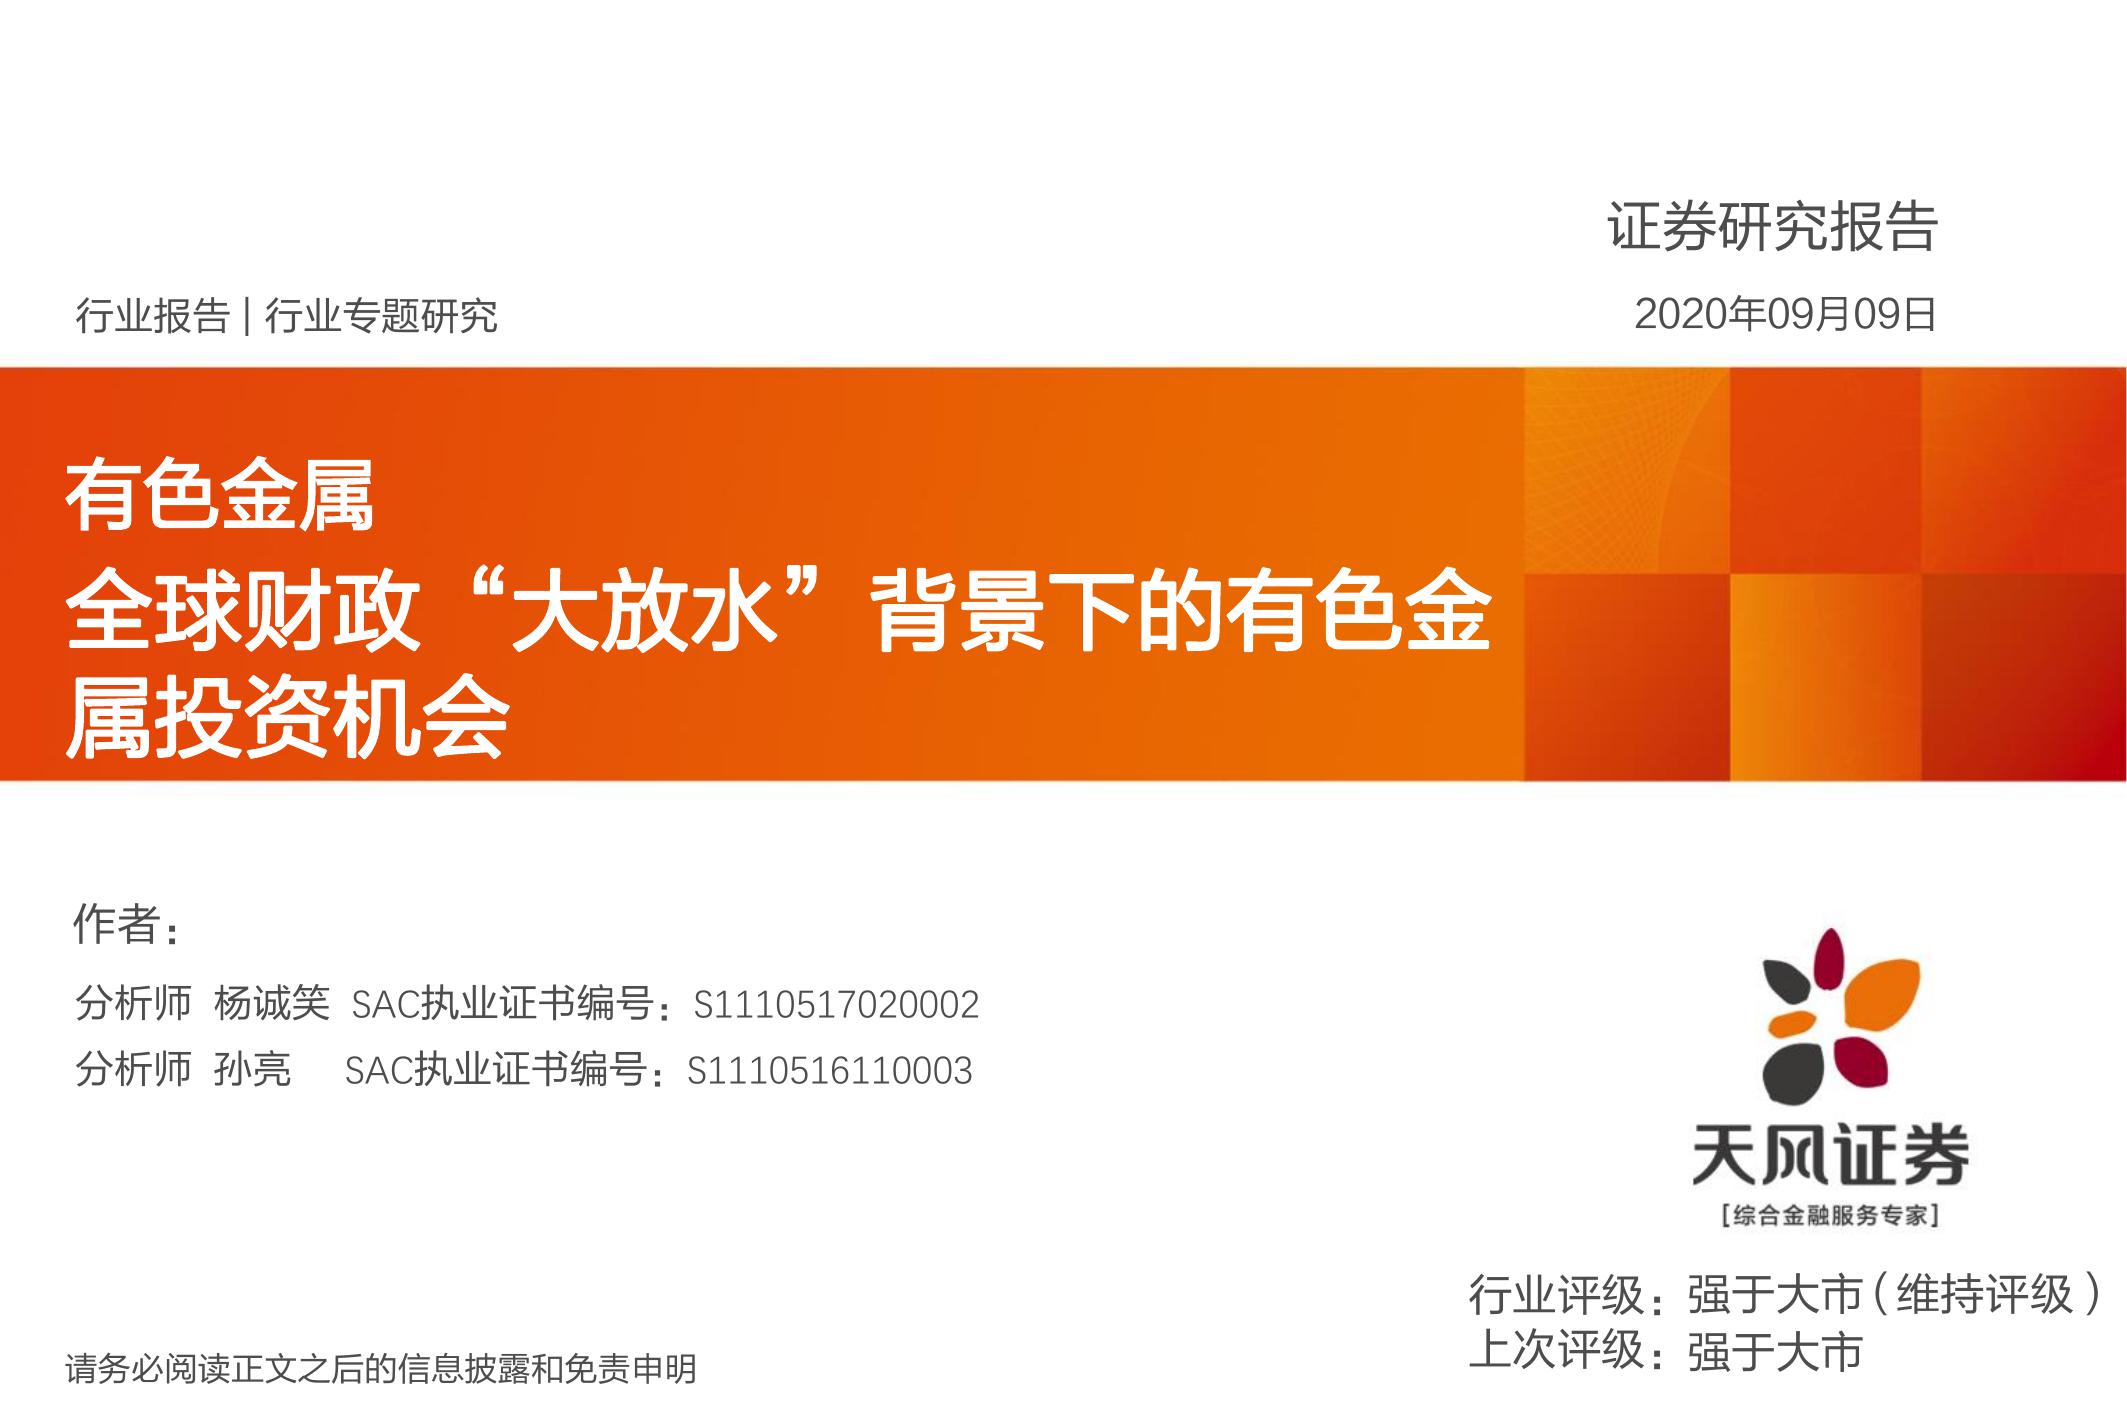 证券研究报告
行业报告 | 行业专题研究
2020年09月09日
有色金属
全球财政“大放水”背景下的有色金
属投资机会
作者：
分析师 杨诚笑 SAC执业证书编号：S1110517020002
分析师 孙亮 SAC执业证书编号：S1110516110003
天风证券
[综合金融服务专家]
行业评级：强于大市（维持评级）
上次评级：强于大市
请务必阅读正文之后的信息披露和免责申明